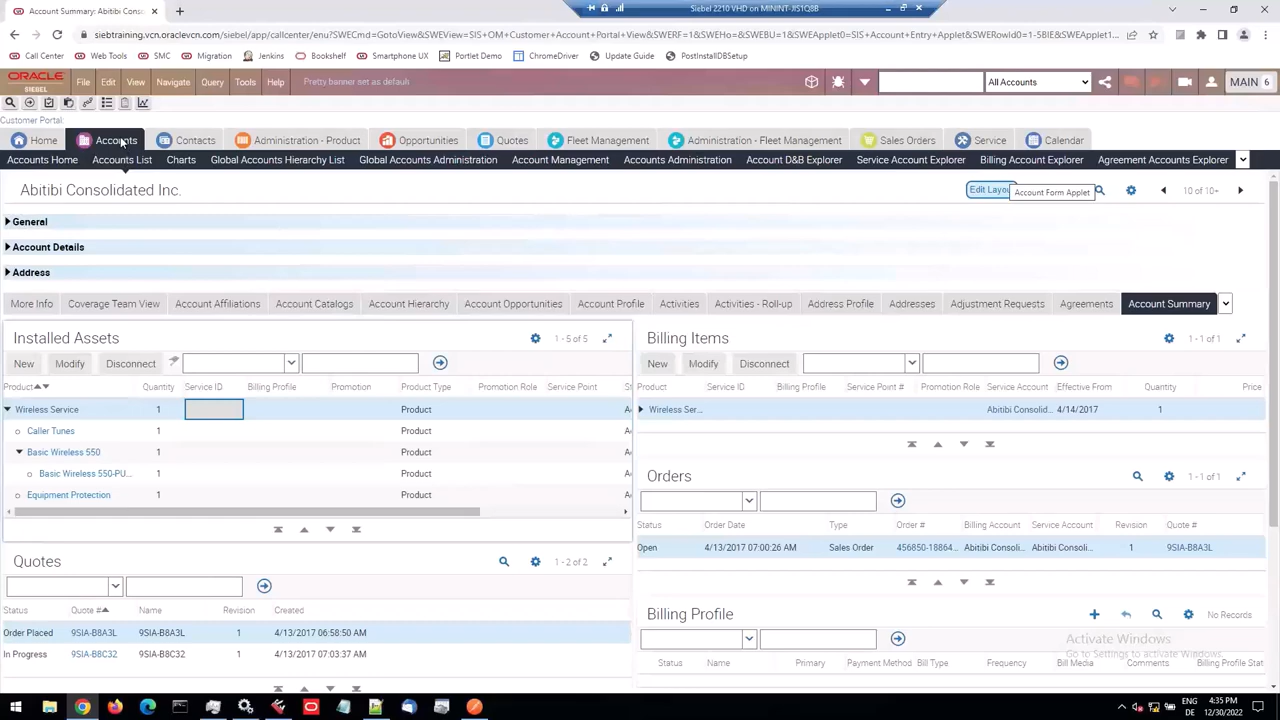 Account Summary: Abitibi Cons
Siebel 2210 VHD on MININT-JIS1Q8B
siebtraining.vcn.oraclevcn.com/siebel/app/callcenter/enu?SWECmd=GotoView&SWEView=SIS+OM+Customer+Account+Portal+View&SWERF=1&SWEHo=&SWEBU=1&SWEApplet0=SIS+Account+Entry+Applet&SWERowId0=1-5BIE&SWEApplet1...
Call Center Web Tools SMC Migration Jenkins Bookshelf Smartphone UX Portlet Demo ChromeDriver Update Guide PostInstallDBSetup
ORACLE SIEBEL File Edit View Navigate Query Tools Help Pretty banner set as default All Accounts MAIN 6
Customer Portal:
Home Accounts Contacts Administration - Product Opportunities Quotes Fleet Management Administration - Fleet Management Sales Orders Service Calendar
Accounts Home Accounts List Charts Global Accounts Hierarchy List Global Accounts Administration Account Management Accounts Administration Account D&B Explorer Service Account Explorer Billing Account Explorer Agreement Accounts Explorer
Abitibi Consolidated Inc. Edit Layou Account Form Applet 10 of 10+
General
Account Details
Address
More Info Coverage Team View Account Affiliations Account Catalogs Account Hierarchy Account Opportunities Account Profile Activities Activities - Roll-up Address Profile Addresses Adjustment Requests Agreements Account Summary
Installed Assets 1 - 5 of 5
New Modify Disconnect
Product Quantity Service ID Billing Profile Promotion Product Type Promotion Role Service Point St
Wireless Service 1 Product A
Caller Tunes 1 Product A
Basic Wireless 550 1 Product A
Basic Wireless 550-PU... 1 Product A
Equipment Protection 1 Product A
Billing Items 1 - 1 of 1
New Modify Disconnect
Product Service ID Billing Profile Service Point # Promotion Role Service Account Effective From Quantity Price
Wireless Ser... Abitibi Consolid... 4/14/2017 1
Orders 1 - 1 of 1
Status Order Date Type Order # Billing Account Service Account Revision Quote #
Open 4/13/2017 07:00:26 AM Sales Order 456850-18864... Abitibi Consoli... Abitibi Consoli... 1 9SIA-B8A3L
Quotes 1 - 2 of 2
Status Quote # Name Revision Created
Order Placed 9SIA-B8A3L 9SIA-B8A3L 1 4/13/2017 06:58:50 AM
In Progress 9SIA-B8C32 9SIA-B8C32 1 4/13/2017 07:03:37 AM
Billing Profile No Records
Status Name Primary Payment Method Bill Type Frequency Bill Media Comments Billing Profile Stat
Activate Windows
Go to Settings to activate Windows.
ENG
DE
4:35 PM
12/30/2022